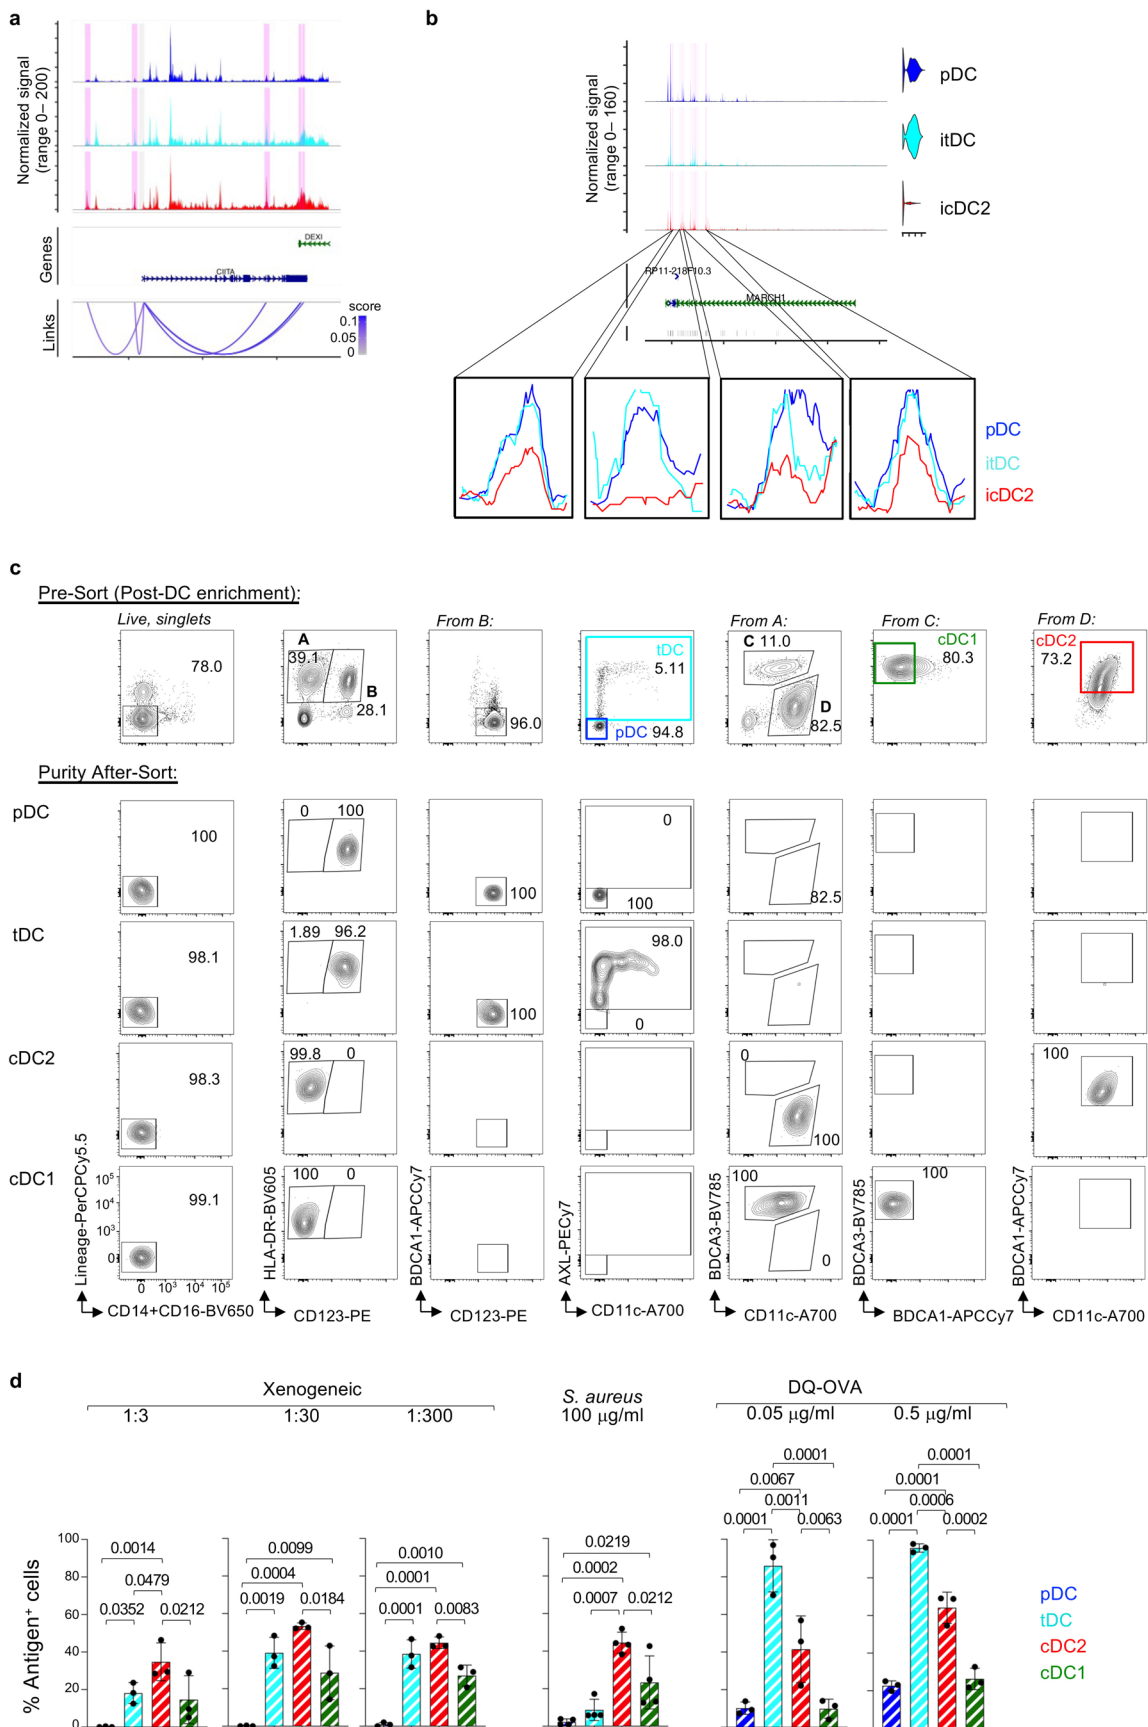 a
Normalized signal
(range 0– 200)
Genes
DEXI
CIITA
Links
score
0.1
0.05
0
b
Normalized signal
(range 0– 160)
pDC
itDC
icDC2
RP11-218F10.3
MARCH1
pDC
itDC
icDC2
c
Pre-Sort (Post-DC enrichment):
Live, singlets
From B:
From A:
From C:
From D:
78.0
A
39.1
B
28.1
96.0
tDC
5.11
pDC 94.8
C 11.0
D
82.5
cDC1
80.3
cDC2
73.2
Purity After-Sort:
pDC
100
0 100
100
0
100
82.5
tDC
98.1
1.89 96.2
100
98.0
0
cDC2
98.3
99.8 0
0
100
100
cDC1
99.1
100 0
100
0
100
10⁵
10⁴
10³
0
0 10³ 10⁴ 10⁵
Lineage-PerCPCy5.5
CD14+CD16-BV650
HLA-DR-BV605
CD123-PE
BDCA1-APCCy7
CD123-PE
AXL-PECy7
CD11c-A700
BDCA3-BV785
CD11c-A700
BDCA3-BV785
BDCA1-APCCy7
BDCA1-APCCy7
CD11c-A700
d
Xenogeneic
1:3 1:30 1:300
S. aureus
100 µg/ml
DQ-OVA
0.05 µg/ml 0.5 µg/ml
% Antigen⁺ cells
100
80
60
40
20
0
0.0014
0.0479
0.0352 0.0212
0.0099
0.0004
0.0019 0.0184
0.0010
0.0001
0.0001 0.0083
0.0219
0.0002
0.0007 0.0212
0.0001
0.0067
0.0011
0.0001 0.0063
0.0001
0.0001
0.0006
0.0001 0.0002
pDC
tDC
cDC2
cDC1